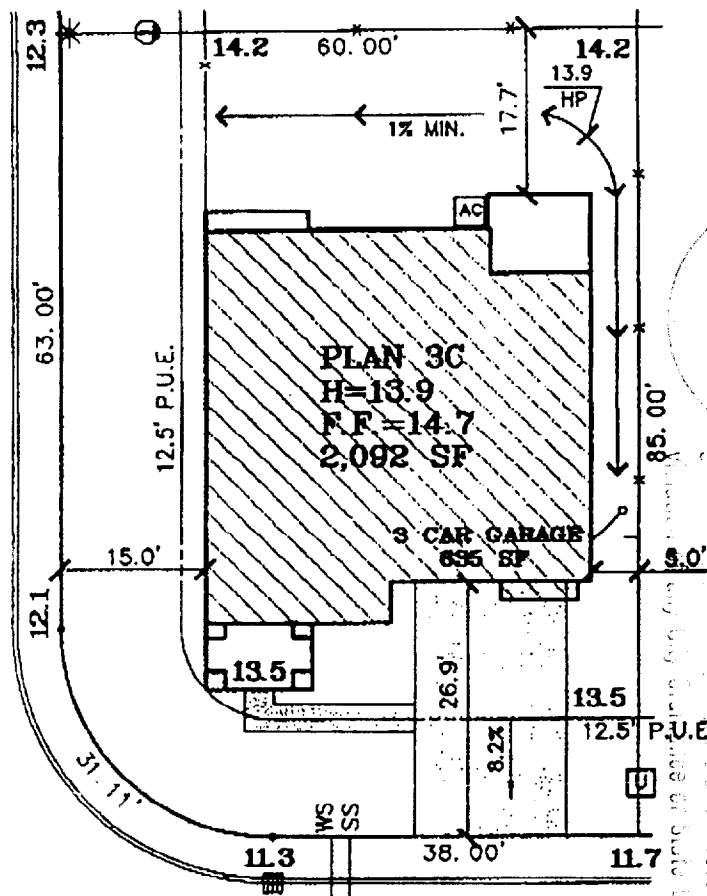 12.3
14.2
60.00'
14.2
13.9
HP
1% MIN.
17.7'
AC
63.00'
12.5' P.U.E.
PLAN 3C
H=13.9
F.F.=14.7
2,092 SF
85.00'
3 CAR GARAGE
635 SF
15.0'
5.0'
12.1
13.5
26.9'
13.5
12.5' P.U.E
8.2%
U
31.11'
WS
SS
11.3
38.00'
11.7